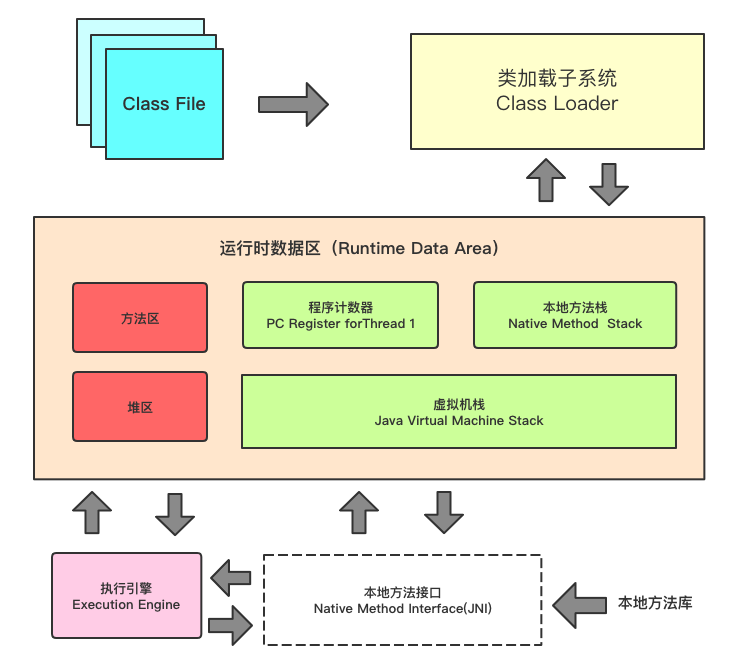 Class File
类加载子系统
Class Loader
运行时数据区（Runtime Data Area）
方法区
程序计数器
PC Register forThread 1
本地方法栈
Native Method Stack
堆区
虚拟机栈
Java Virtual Machine Stack
执行引擎
Execution Engine
本地方法接口
Native Method Interface(JNI)
本地方法库